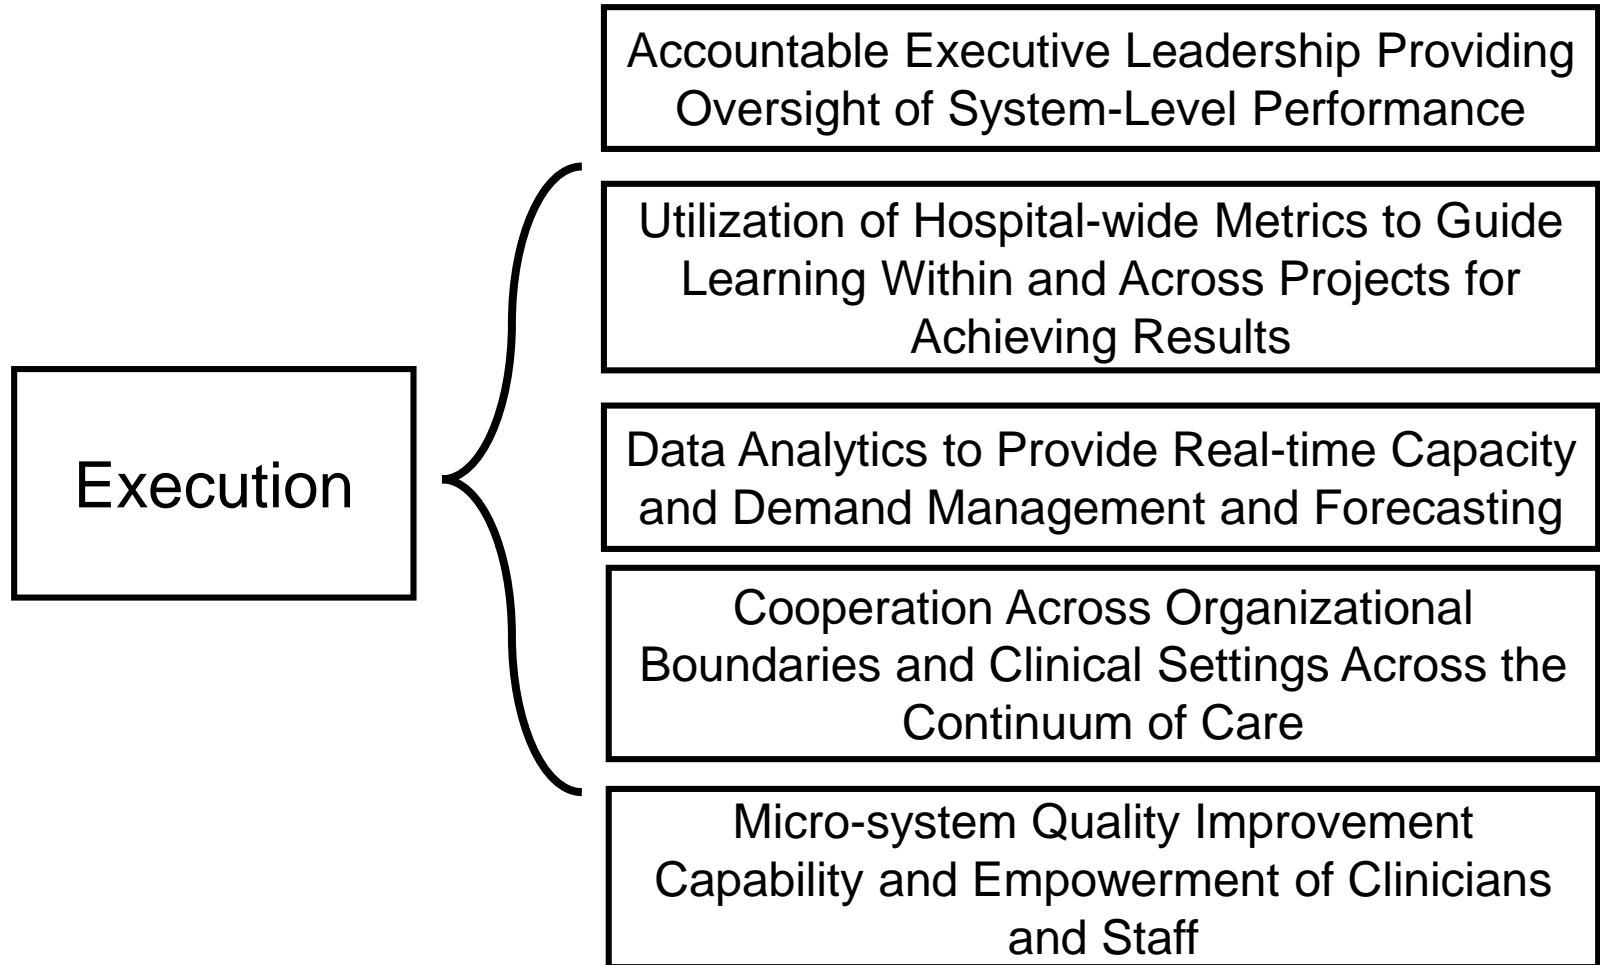 Accountable Executive Leadership Providing
Oversight of System-Level Performance
Utilization of Hospital-wide Metrics to Guide
Learning Within and Across Projects for
Achieving Results
Execution
Data Analytics to Provide Real-time Capacity
and Demand Management and Forecasting
Cooperation Across Organizational
Boundaries and Clinical Settings Across the
Continuum of Care
Micro-system Quality Improvement
Capability and Empowerment of Clinicians
and Staff